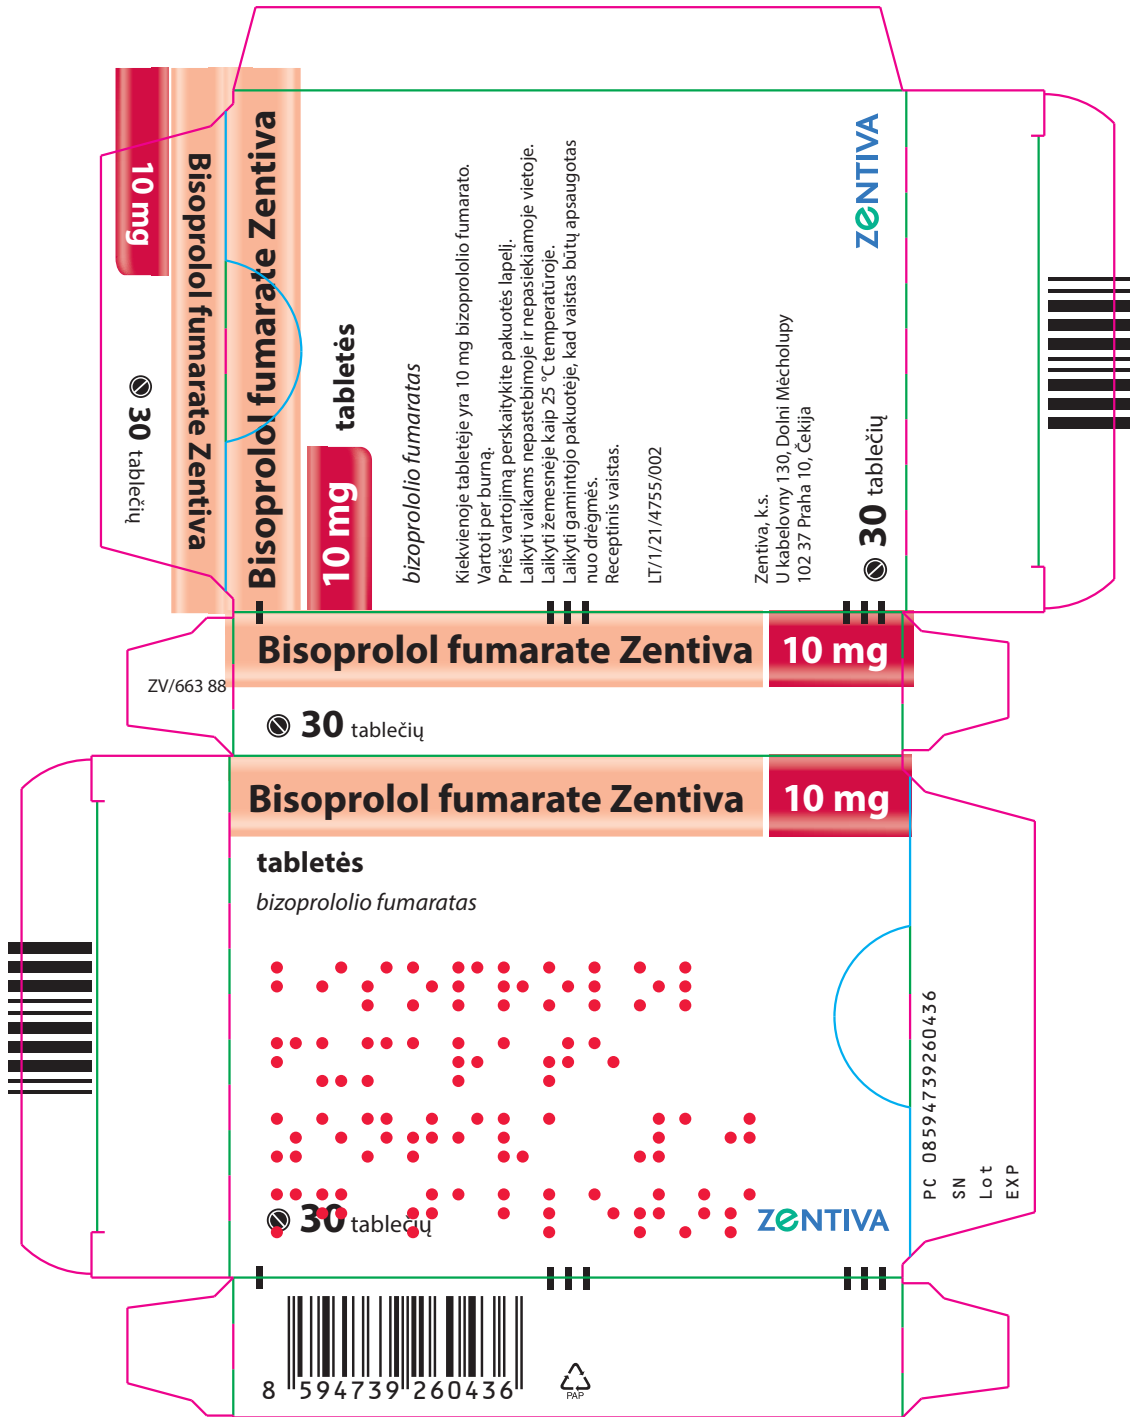 10 mg
Bisoprolol fumarate Zentiva
30 tablečių
Bisoprolol fumarate Zentiva
10 mg tabletės
bizoprololio fumaratas
Kiekvienoje tabletėje yra 10 mg bizoprololio fumarato.
Vartoti per burną.
Prieš vartojimą perskaitykite pakuotės lapelį.
Laikyti vaikams nepastebimoje ir nepasiekiamoje vietoje.
Laikyti žemesnėje kaip 25 °C temperatūroje.
Laikyti gamintojo pakuotėje, kad vaistas būtų apsaugotas
nuo drėgmės.
Receptinis vaistas.
LT/1/21/4755/002
Zentiva, k.s.
U kabelovny 130, Dolní Měcholupy
102 37 Praha 10, Čekija
30 tablečių
ZENTIVA
Bisoprolol fumarate Zentiva 10 mg
ZV/663 88
30 tablečių
Bisoprolol fumarate Zentiva 10 mg
tabletės
bizoprololio fumaratas
30 tablečių
ZENTIVA
PC 08594739260436
SN
Lot
EXP
8 594739 260436
PAP